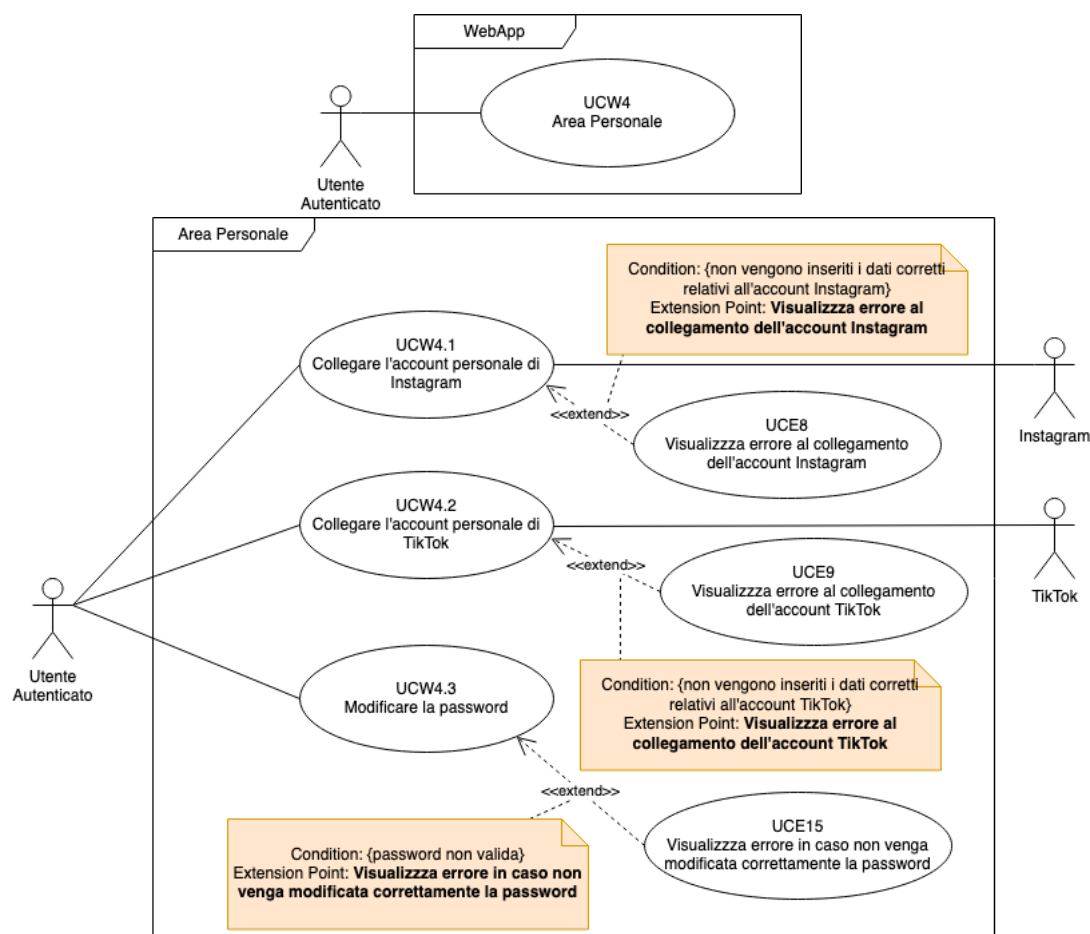 WebApp
UCW4
Area Personale
Utente
Autenticato
Area Personale
Condition: {non vengono inseriti i dati corretti
relativi all'account Instagram}
Extension Point: Visualizzza errore al
collegamento dell'account Instagram
UCW4.1
Collegare l'account personale di
Instagram
<<extend>>
UCE8
Visualizzza errore al collegamento
dell'account Instagram
Instagram
UCW4.2
Collegare l'account personale di
TikTok
<<extend>>
UCE9
Visualizzza errore al collegamento
dell'account TikTok
TikTok
Utente
Autenticato
UCW4.3
Modificare la password
Condition: {non vengono inseriti i dati corretti
relativi all'account TikTok}
Extension Point: Visualizzza errore al
collegamento dell'account TikTok
<<extend>>
UCE15
Visualizzza errore in caso non venga
modificata correttamente la password
Condition: {password non valida}
Extension Point: Visualizzza errore in caso non
venga modificata correttamente la password